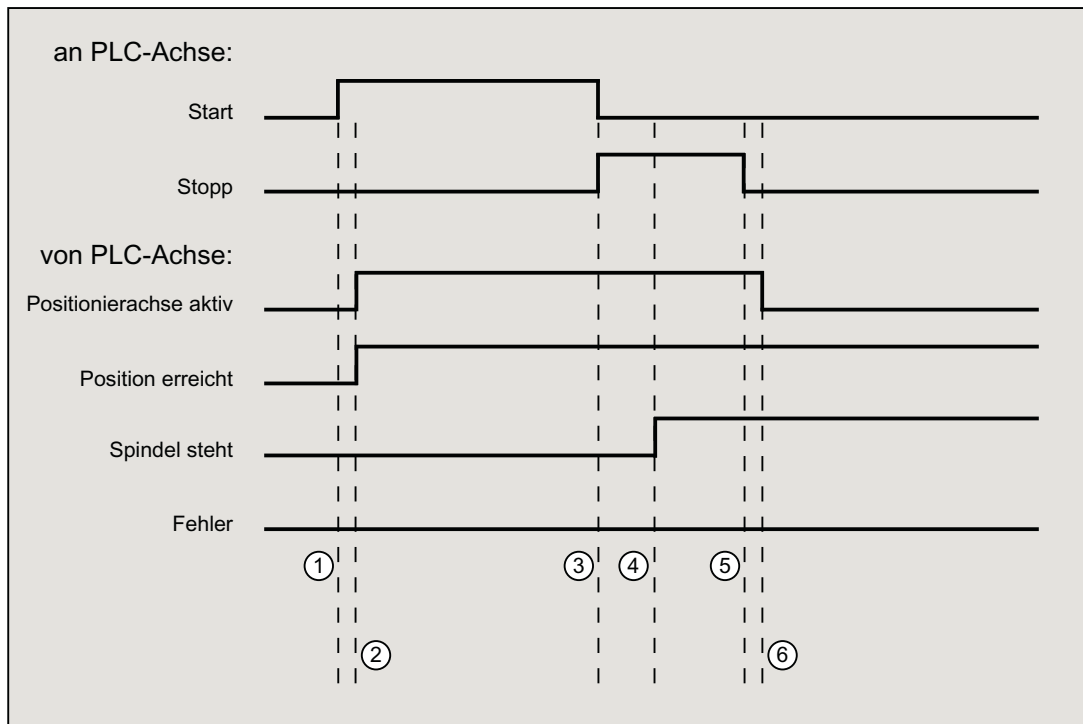 an PLC-Achse:
Start
Stopp
von PLC-Achse:
Positionierachse aktiv
Position erreicht
Spindel steht
Fehler
1 3 4 5
2 6